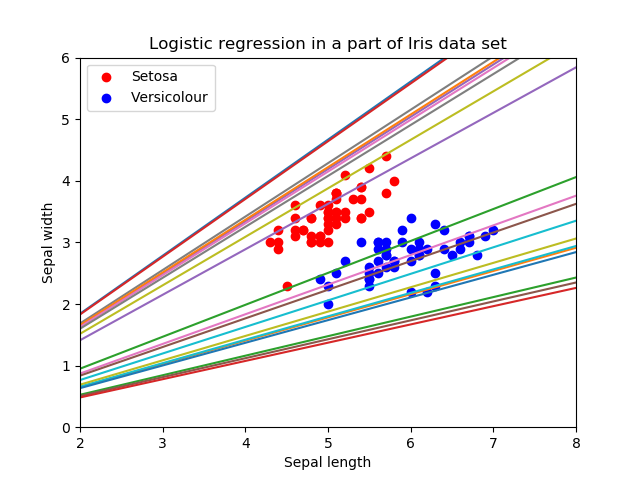 Logistic regression in a part of Iris data set
Setosa
Versicolour
6
5
4
3
2
1
0
Sepal width
2
3
4
5
6
7
8
Sepal length